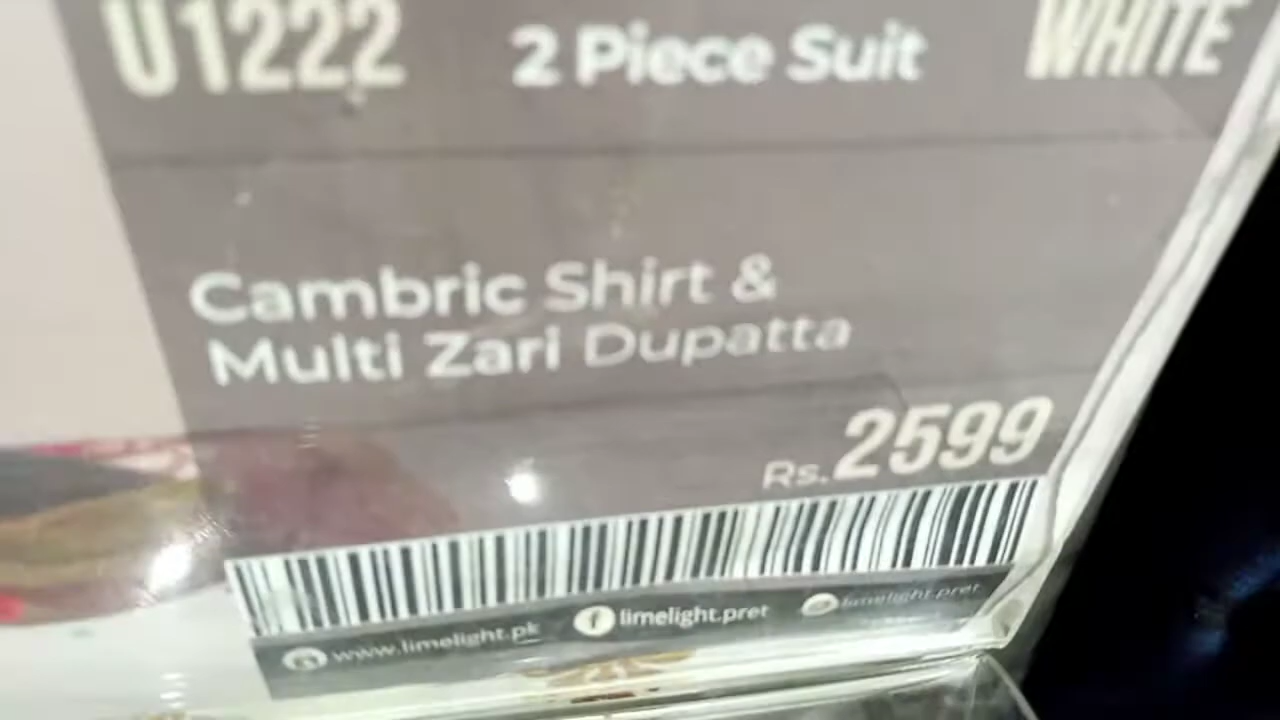 U1222 2 Piece Suit WHITE
Cambric Shirt &
Multi Zari Dupatta
Rs.2599
www.limelight.pk limelight.pret limelight.pret